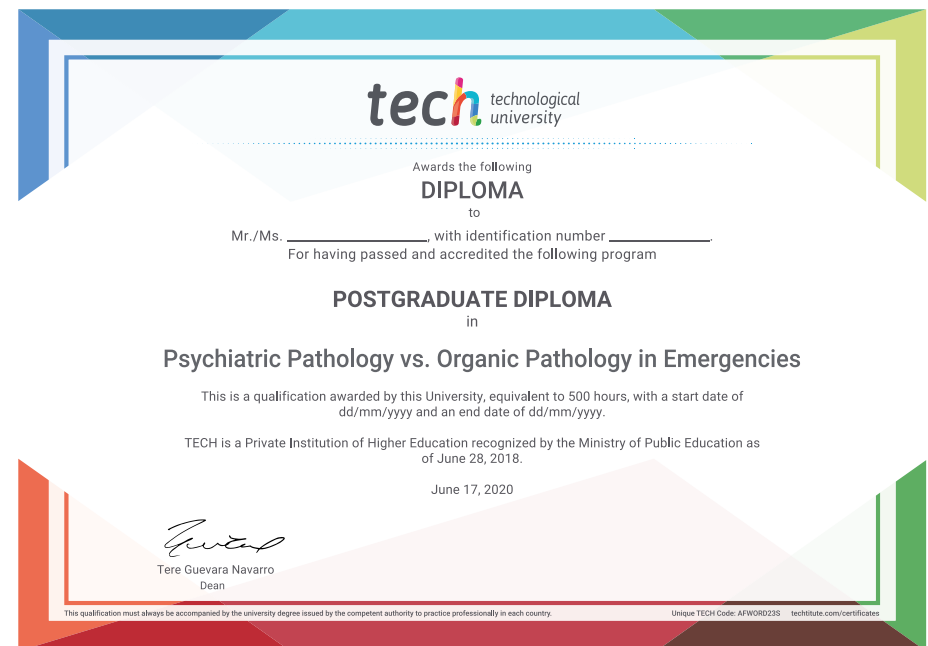 tech technological
university
Awards the following
DIPLOMA
to
Mr./Ms. ____________________, with identification number ______________.
For having passed and accredited the following program
POSTGRADUATE DIPLOMA
in
Psychiatric Pathology vs. Organic Pathology in Emergencies
This is a qualification awarded by this University, equivalent to 500 hours, with a start date of
dd/mm/yyyy and an end date of dd/mm/yyyy.
TECH is a Private Institution of Higher Education recognized by the Ministry of Public Education as
of June 28, 2018.
June 17, 2020
Tere Guevara Navarro
Dean
This qualification must always be accompanied by the university degree issued by the competent authority to practice professionally in each country. Unique TECH Code: AFWORD23S techtitute.com/certificates